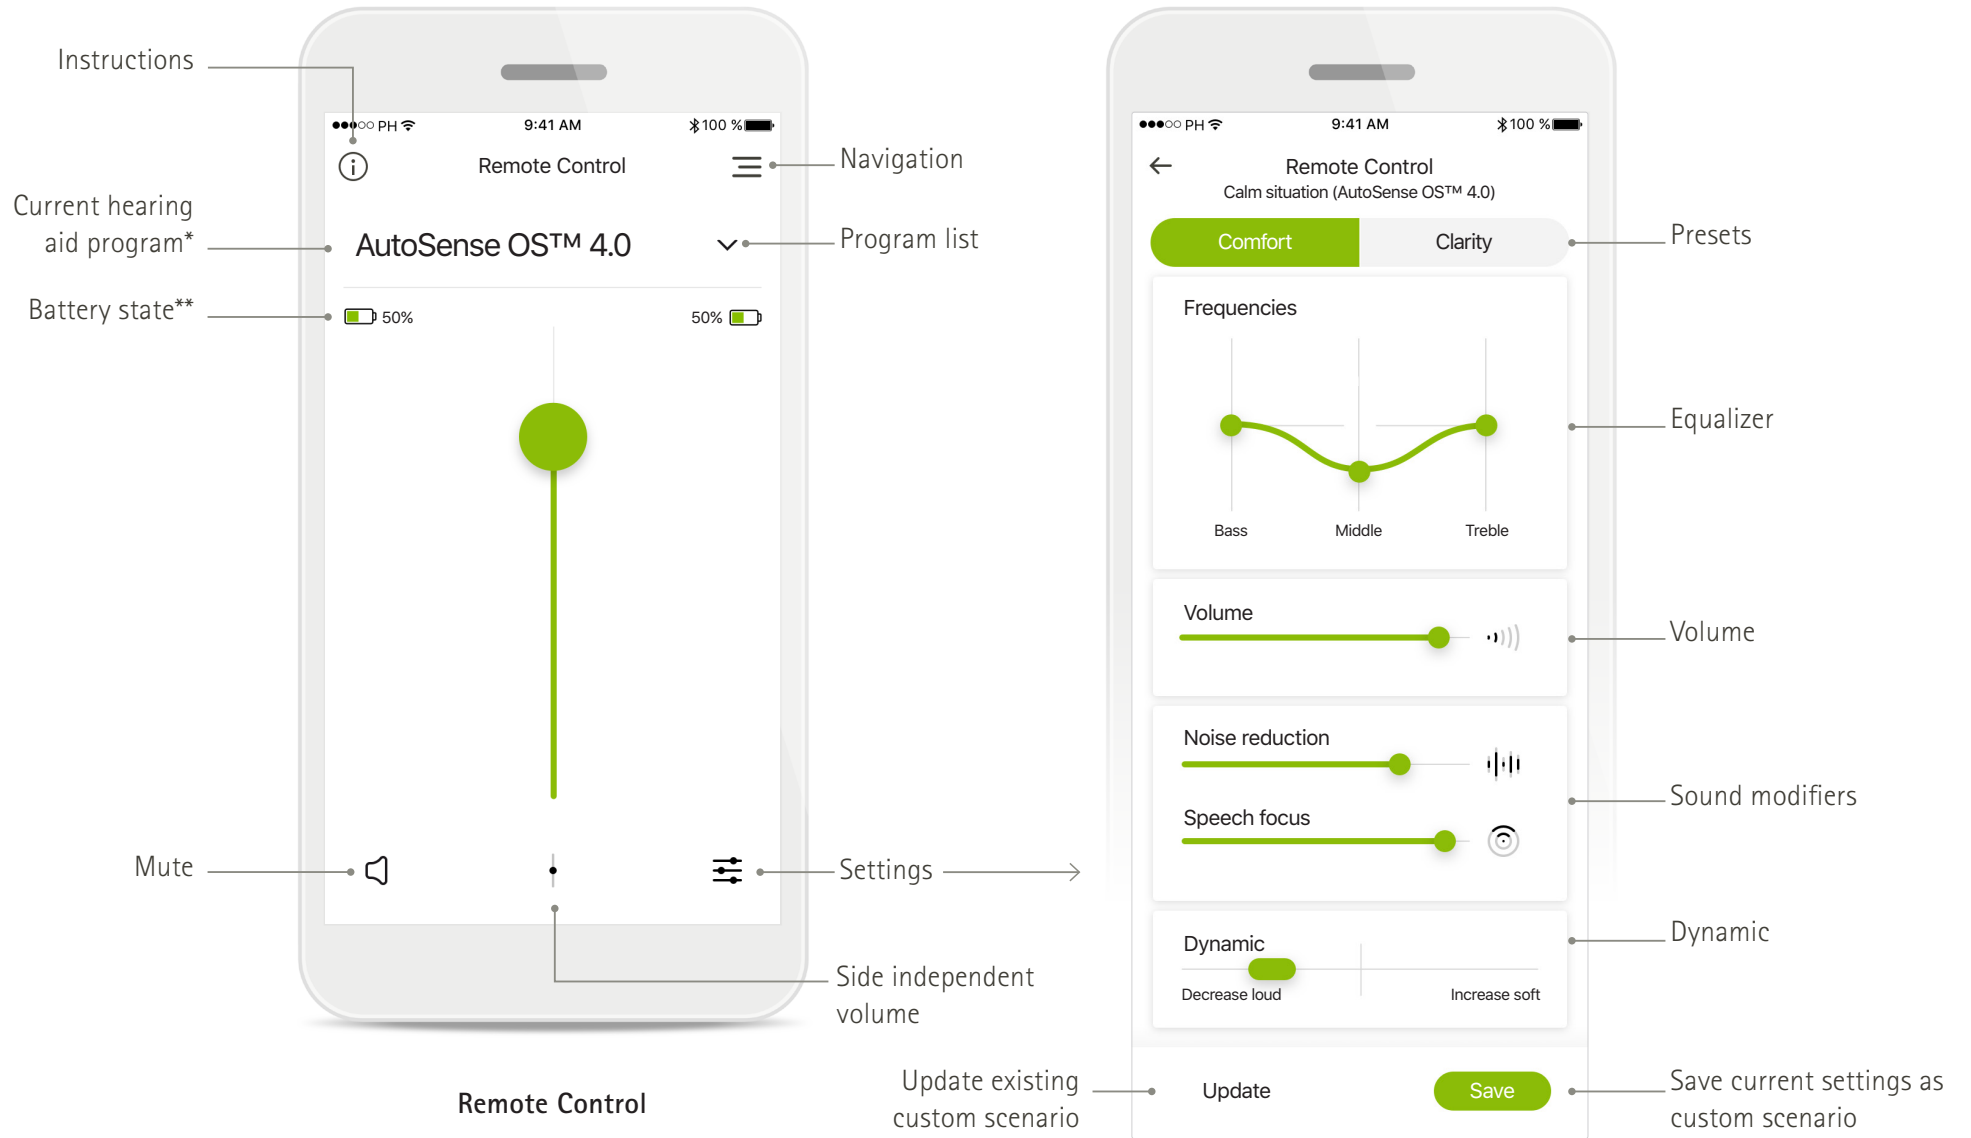 Instructions
Current hearing
aid program*
Battery state**
Mute
PH
9:41 AM
100 %
Remote Control
AutoSense OS™ 4.0
50%
50%
Navigation
Program list
Settings
Side independent
volume
Remote Control
PH
9:41 AM
100 %
Remote Control
Calm situation (AutoSense OS™ 4.0)
Comfort
Clarity
Frequencies
Bass
Middle
Treble
Volume
Noise reduction
Speech focus
Dynamic
Decrease loud
Increase soft
Update
Save
Presets
Equalizer
Volume
Sound modifiers
Dynamic
Update existing
custom scenario
Save current settings as
custom scenario